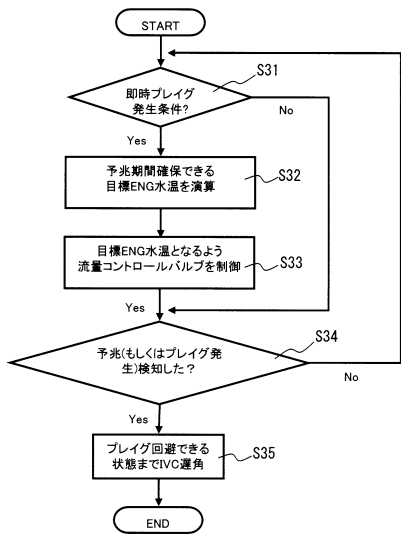 START
S31
即時プレイグ
発生条件?
No
Yes
予兆期間確保できる
目標ENG水温を演算
S32
目標ENG水温となるよう
流量コントロールバルブを制御
S33
Yes
S34
予兆(もしくはプレイグ発
生)検知した?
No
Yes
プレイグ回避できる
状態までIVC遅角
S35
END